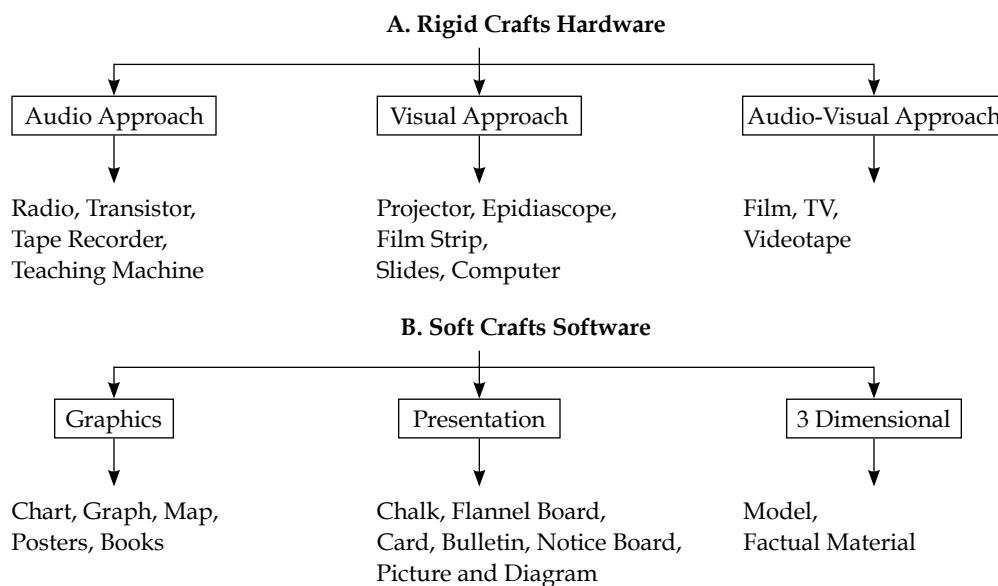 A. Rigid Crafts Hardware
Audio Approach
Visual Approach
Audio-Visual Approach
Radio, Transistor,
Tape Recorder,
Teaching Machine
Projector, Epidiascope,
Film Strip,
Slides, Computer
Film, TV,
Videotape
B. Soft Crafts Software
Graphics
Presentation
3 Dimensional
Chart, Graph, Map,
Posters, Books
Chalk, Flannel Board,
Card, Bulletin, Notice Board,
Picture and Diagram
Model,
Factual Material